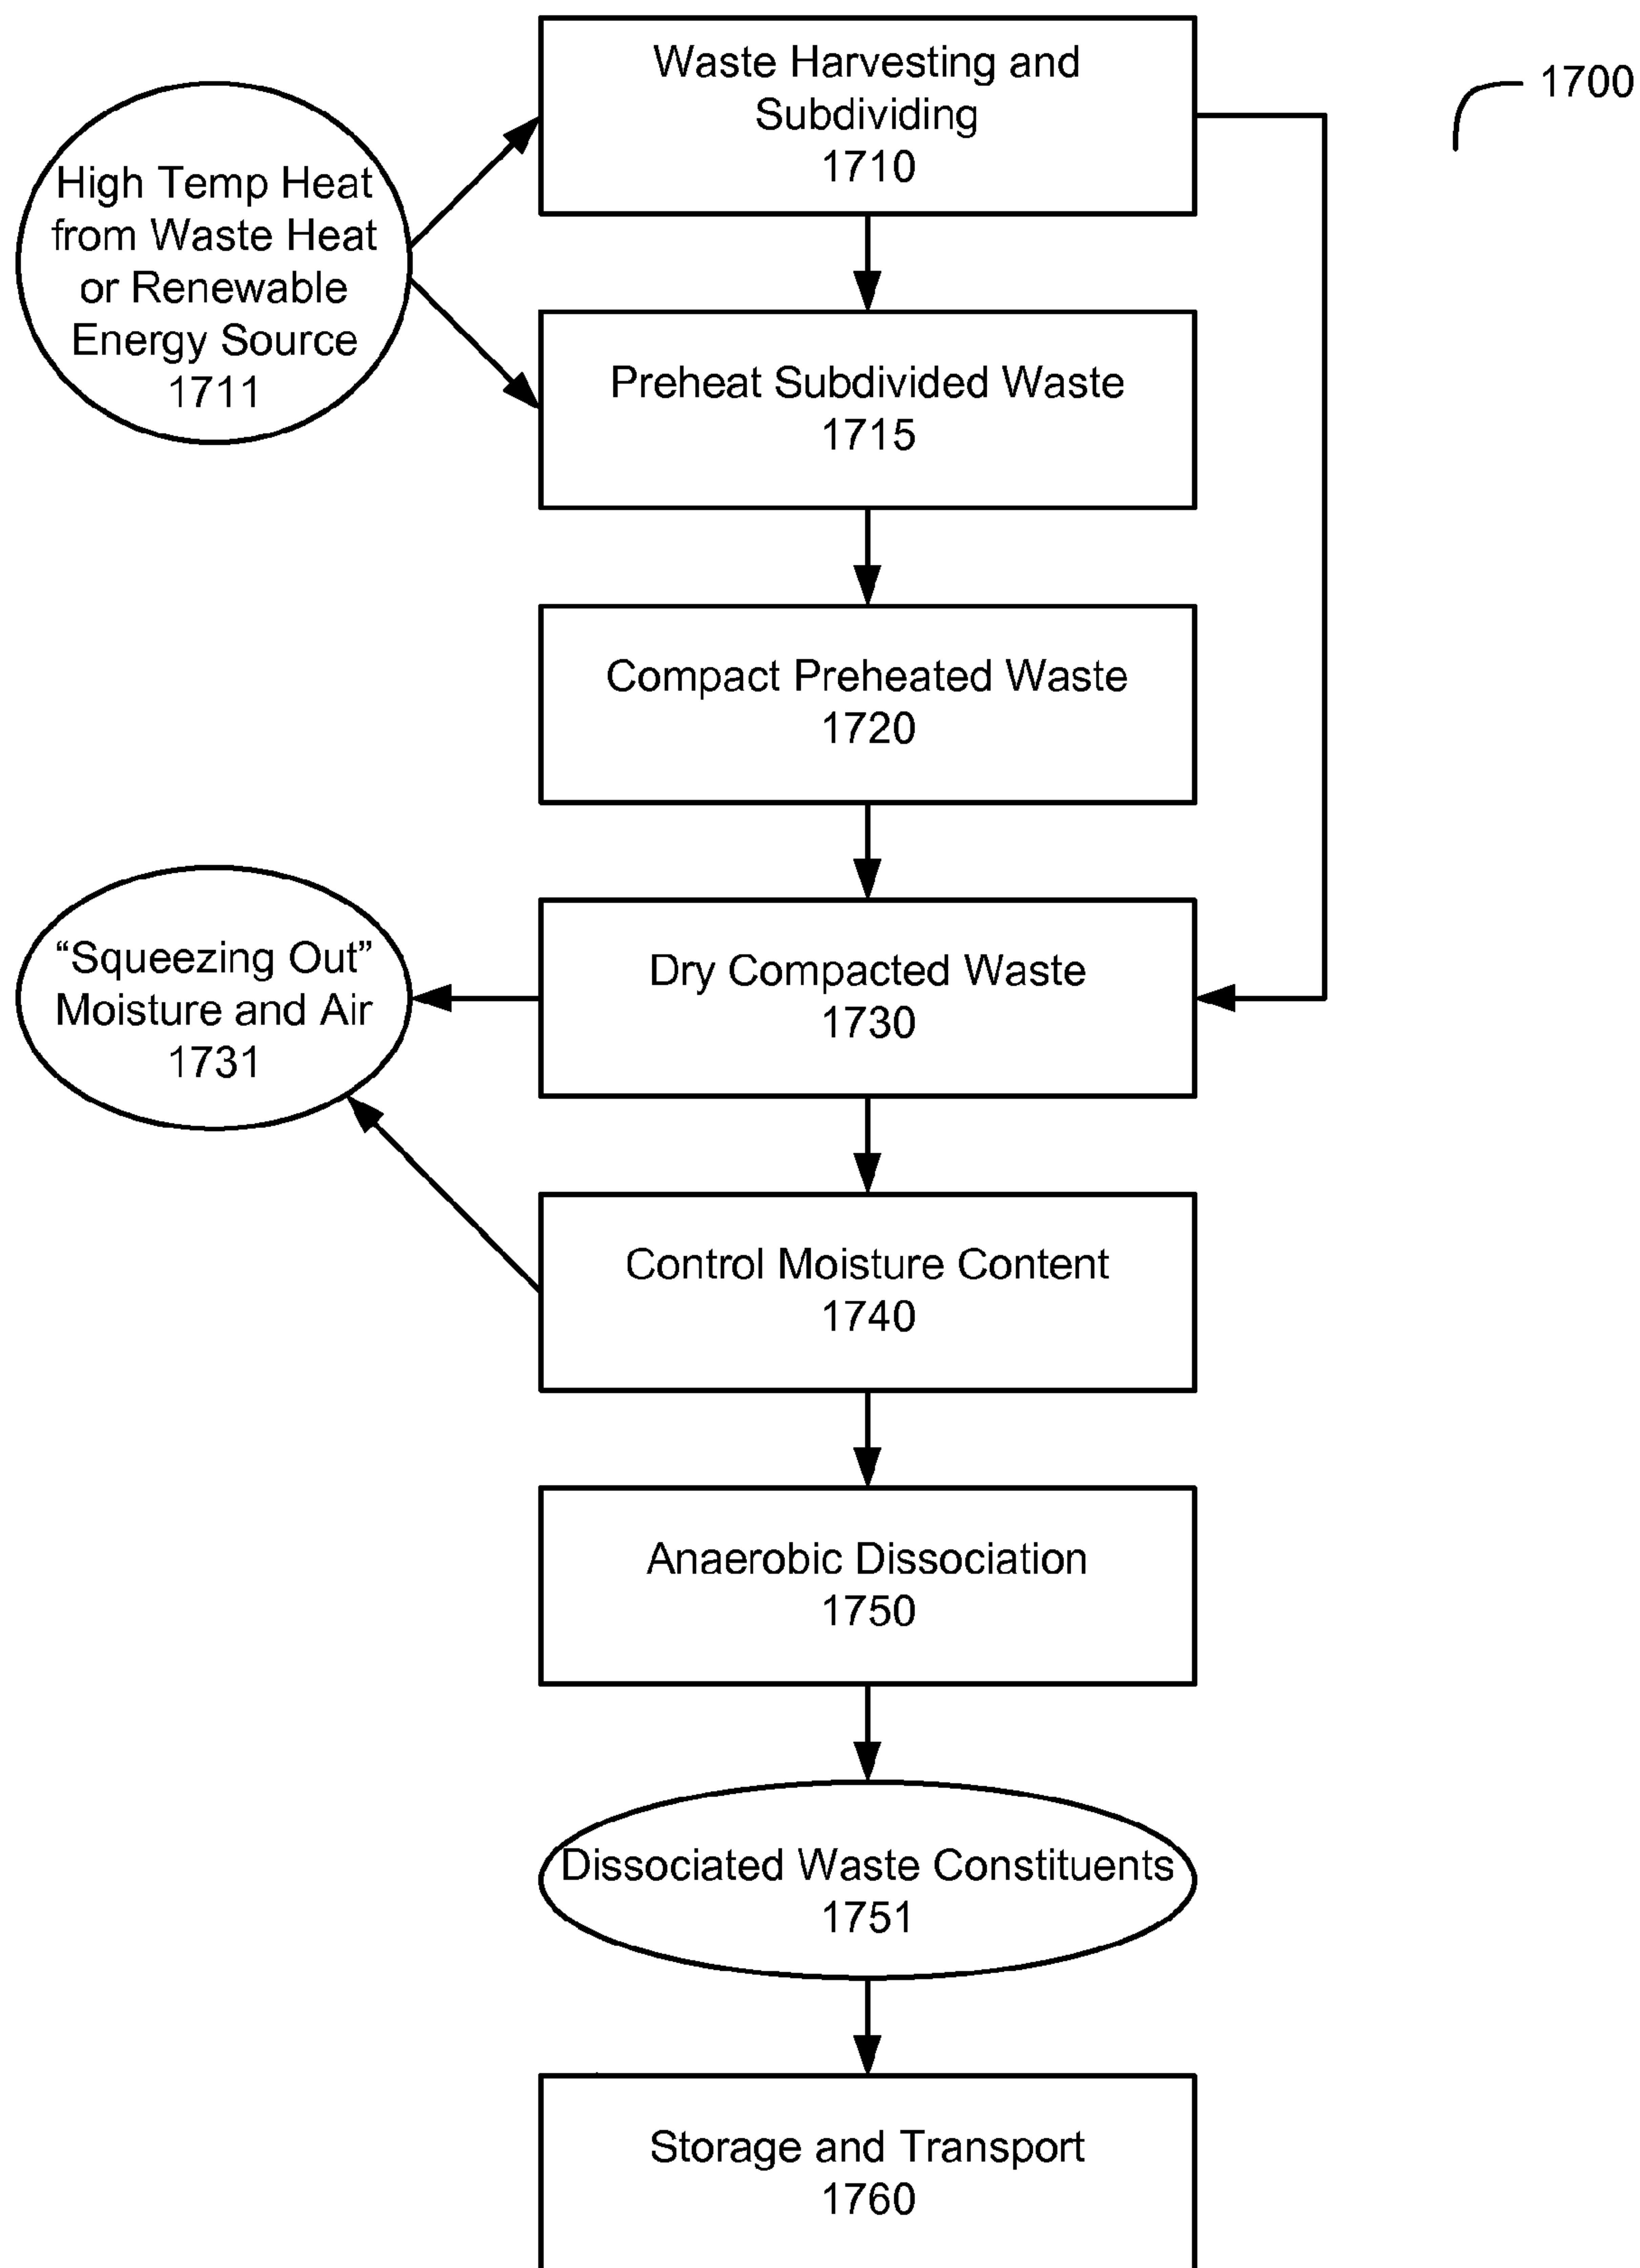 Waste Harvesting and
Subdividing
1710
1700
High Temp Heat
from Waste Heat
or Renewable
Energy Source
1711
Preheat Subdivided Waste
1715
Compact Preheated Waste
1720
“Squeezing Out”
Moisture and Air
1731
Dry Compacted Waste
1730
Control Moisture Content
1740
Anaerobic Dissociation
1750
Dissociated Waste Constituents
1751
Storage and Transport
1760